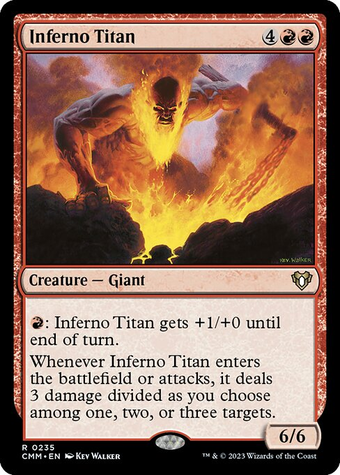 Inferno Titan 4
KEV WALKER
Creature — Giant
: Inferno Titan gets +1/+0 until
end of turn.
Whenever Inferno Titan enters
the battlefield or attacks, it deals
3 damage divided as you choose
among one, two, or three targets.
6/6
R 0235
CMM • EN KEV WALKER
™ & © 2023 Wizards of the Coast